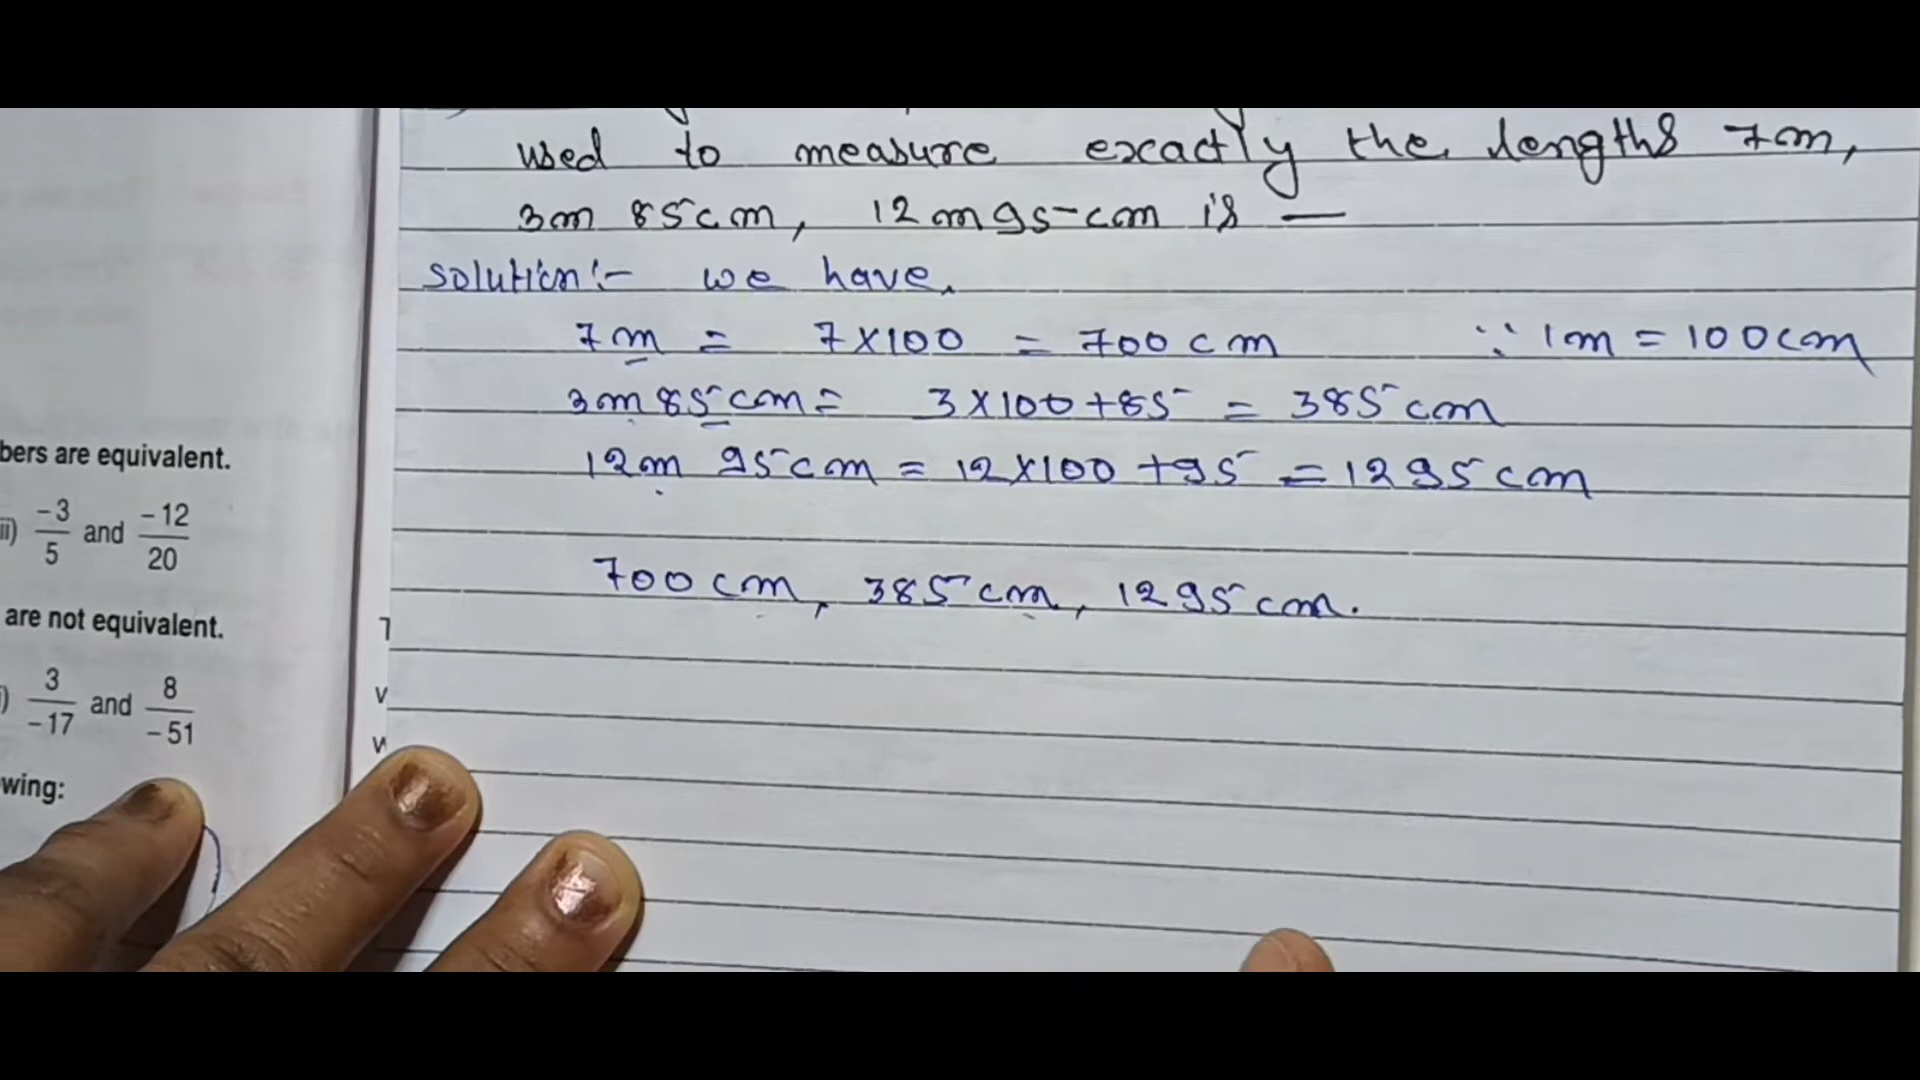 used to measure exactly the lengths 7m,
3m 85cm, 12m 95cm is —
solution:- we have.
7m = 7×100 = 700 cm ∵ 1m = 100cm
3m 85cm = 3×100+85 = 385 cm
12m 95cm = 12×100 +95 = 1295 cm
700 cm, 385 cm, 1295 cm.
bers are equivalent.
ii) -3/5 and -12/20
are not equivalent.
) 3/-17 and 8/-51
wing: